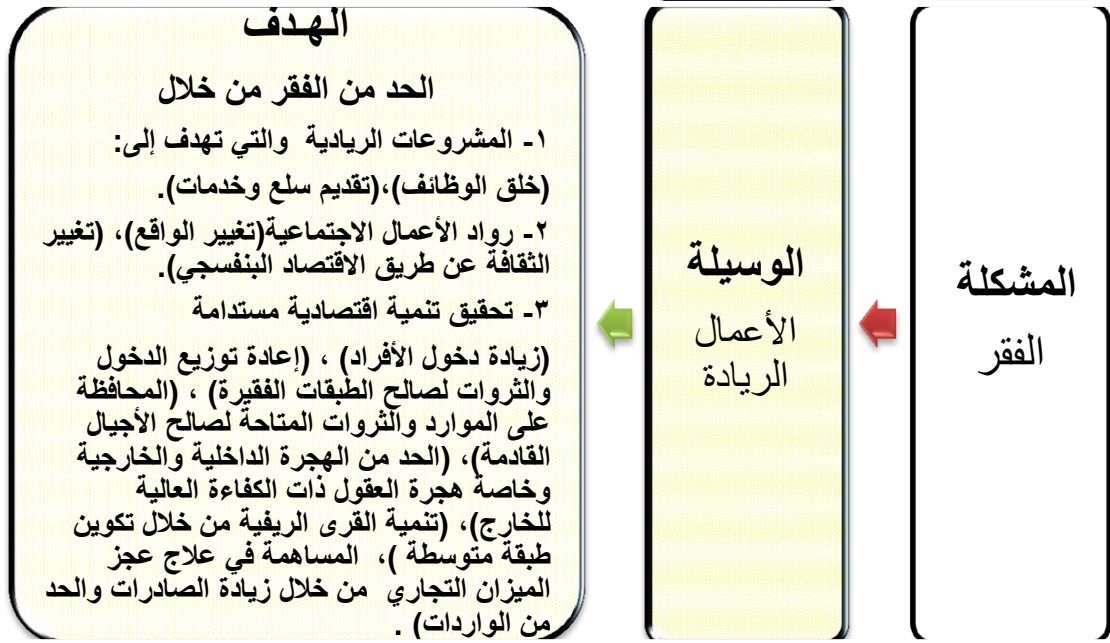 المشكلة
الفقر
الوسيلة
الأعمال
الريادة
الهدف
الحد من الفقر من خلال
١- المشروعات الريادية والتي تهدف إلى:
(خلق الوظائف)،(تقديم سلع وخدمات).
٢- رواد الأعمال الاجتماعية(تغيير الواقع)، (تغيير
الثقافة عن طريق الاقتصاد البنفسجي).
٣- تحقيق تنمية اقتصادية مستدامة
(زيادة دخول الأفراد) ، (إعادة توزيع الدخول
والثروات لصالح الطبقات الفقيرة) ، (المحافظة
على الموارد والثروات المتاحة لصالح الأجيال
القادمة)، (الحد من الهجرة الداخلية والخارجية
وخاصة هجرة العقول ذات الكفاءة العالية
للخارج)، (تنمية القرى الريفية من خلال تكوين
طبقة متوسطة )، المساهمة في علاج عجز
الميزان التجاري من خلال زيادة الصادرات والحد
من الواردات) .